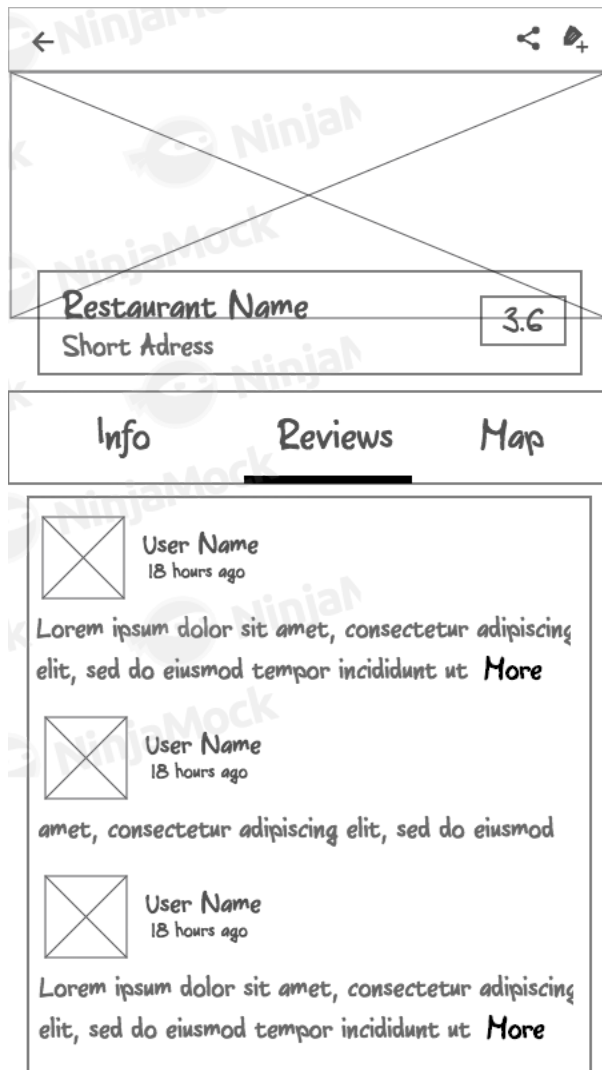 Restaurant Name
3.6
Short Adress
Info Reviews Map
User Name
18 hours ago
Lorem ipsum dolor sit amet, consectetur adipiscing
elit, sed do eiusmod tempor incididunt ut More
User Name
18 hours ago
amet, consectetur adipiscing elit, sed do eiusmod
User Name
18 hours ago
Lorem ipsum dolor sit amet, consectetur adipiscing
elit, sed do eiusmod tempor incididunt ut More
NinjaMock